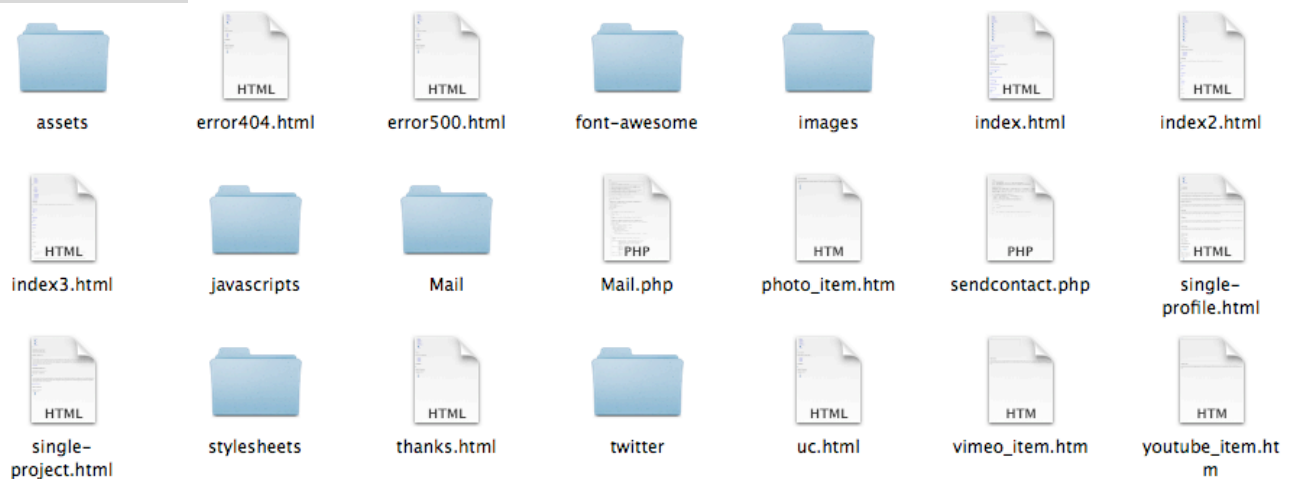 HTML HTML HTML HTML
assets error404.html error500.html font-awesome images index.html index2.html
HTML PHP HTM PHP HTML
index3.html javascripts Mail Mail.php photo_item.htm sendcontact.php single-
profile.html
HTML HTML HTML HTM HTM
single- stylesheets thanks.html twitter uc.html vimeo_item.htm youtube_item.ht
project.html m